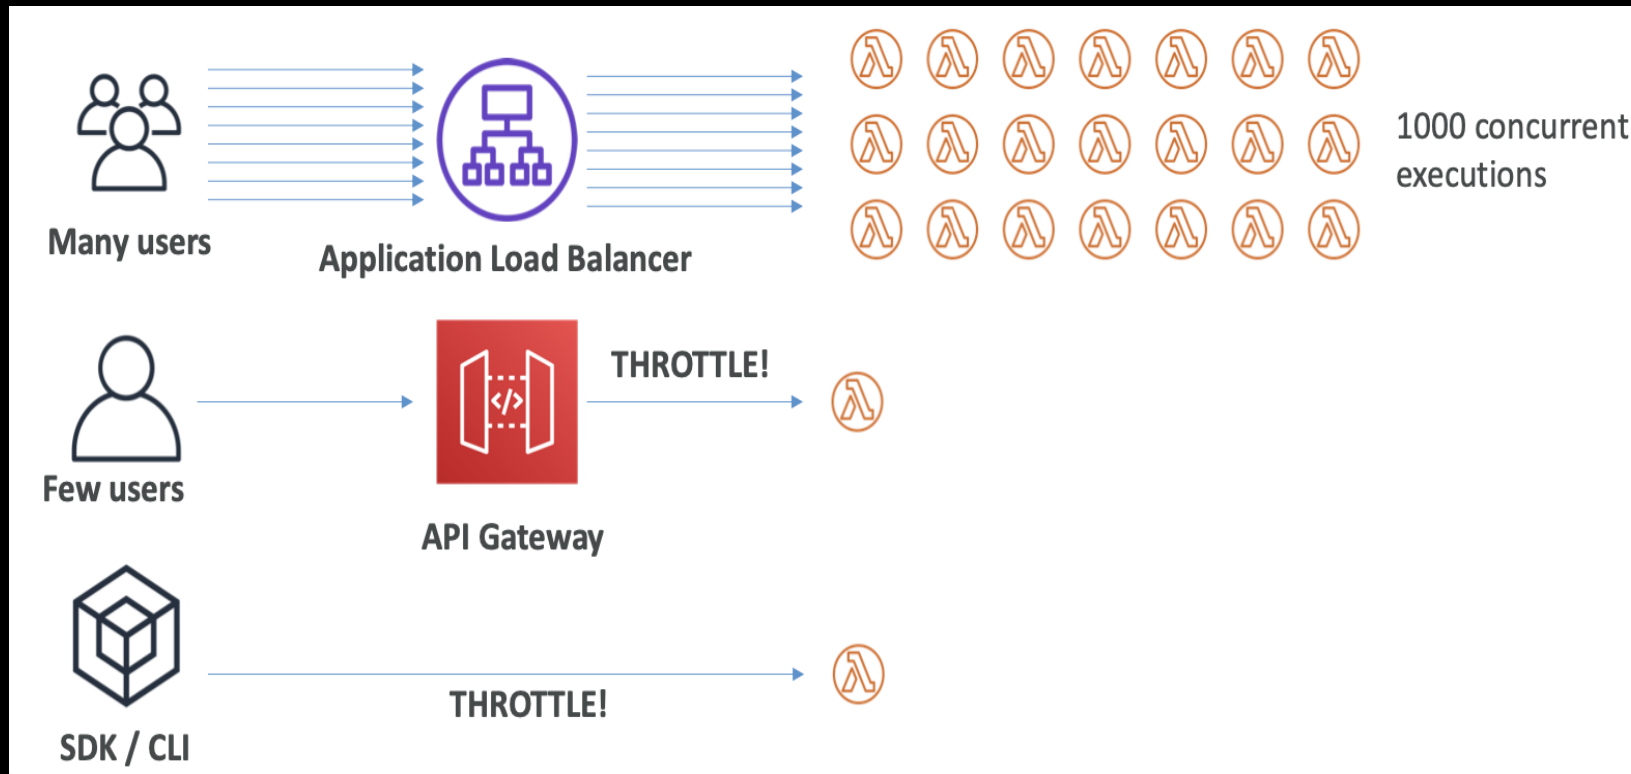 1000 concurrent
executions
Many users
Application Load Balancer
THROTTLE!
</>
Few users
API Gateway
THROTTLE!
SDK / CLI